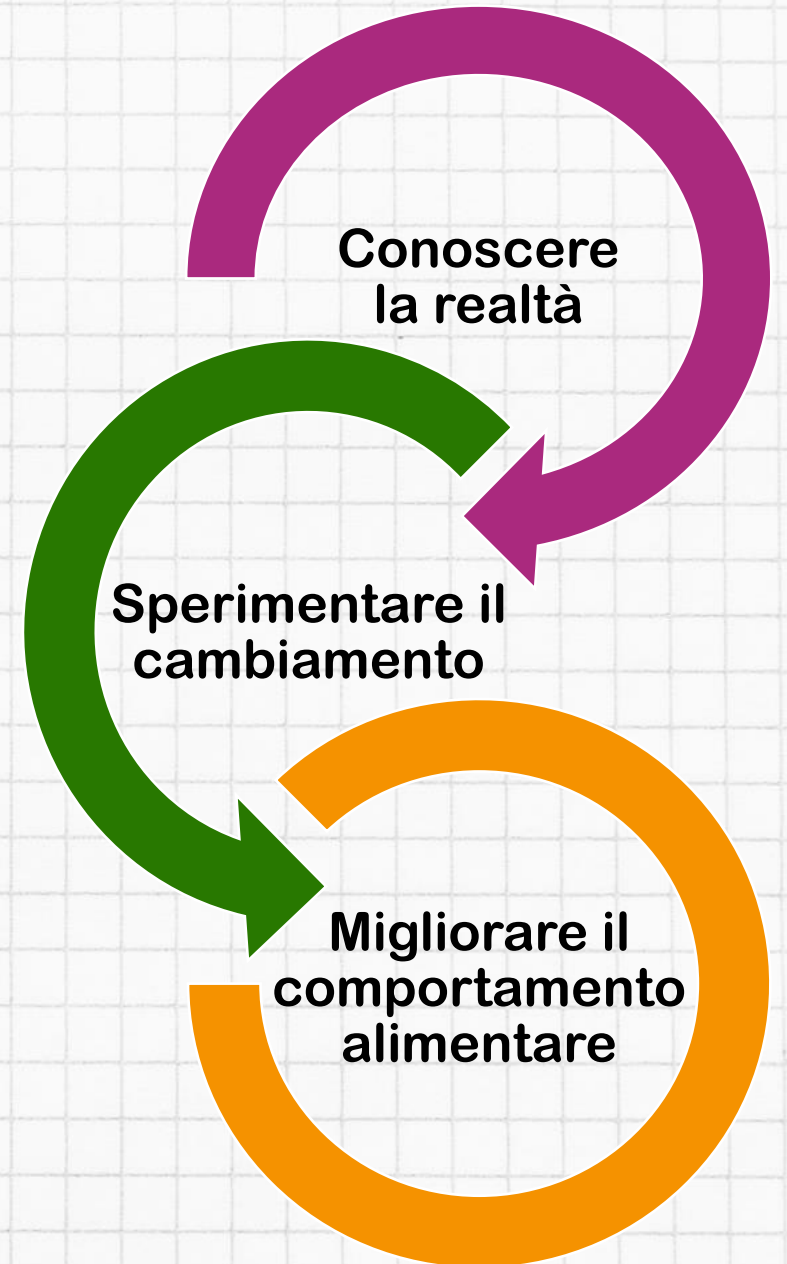 Conoscere
la realtà
Sperimentare il
cambiamento
Migliorare il
comportamento
alimentare